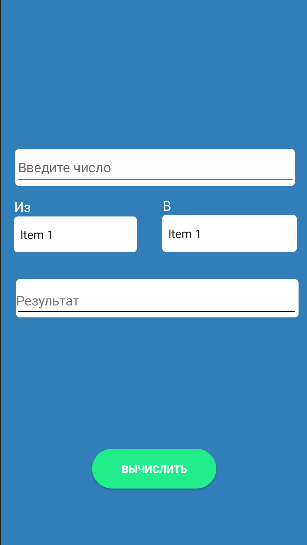 Введите число
Из
В
Item 1
Item 1
Результат
ВЫЧИСЛИТЬ